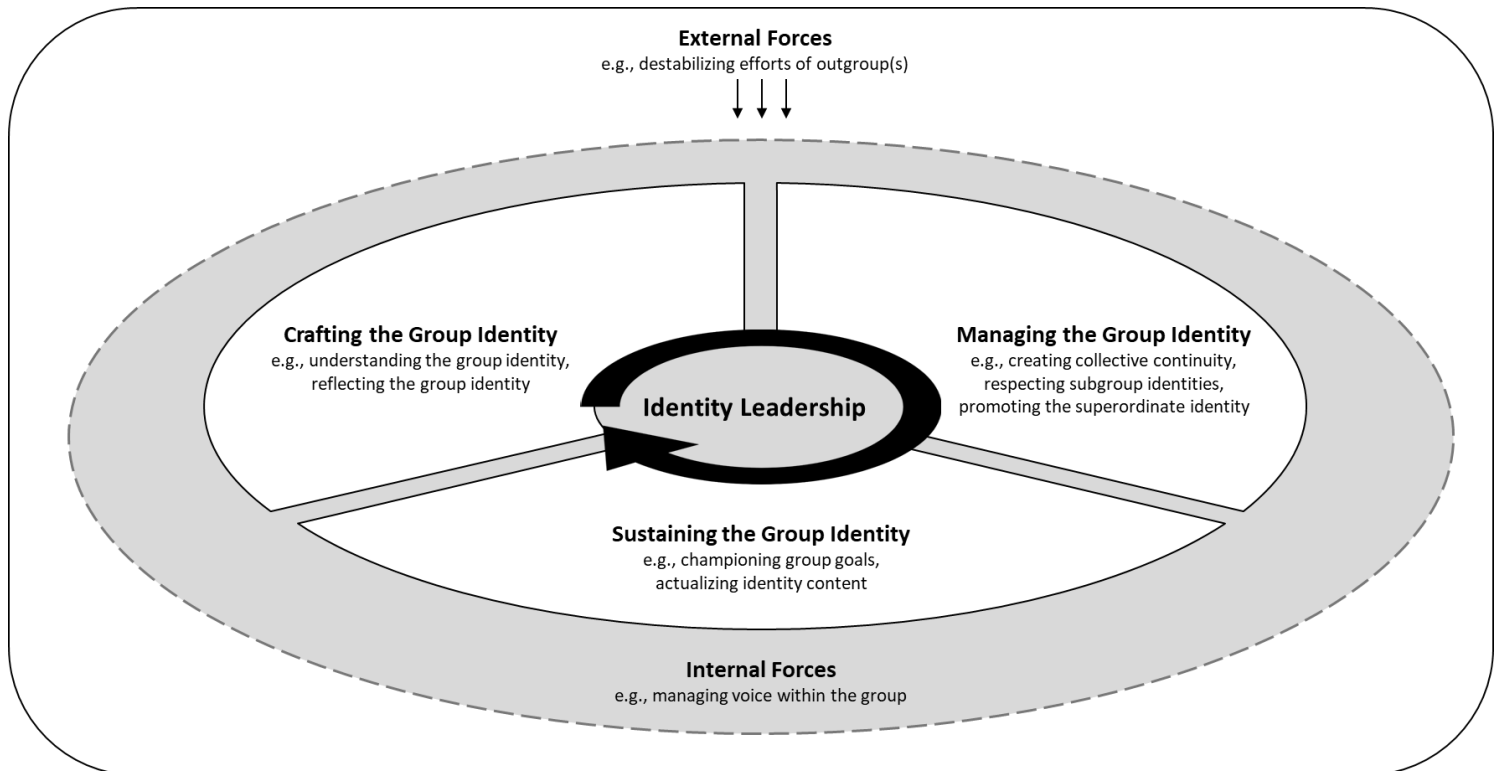 External Forces
e.g., destabilizing efforts of outgroup(s)
Crafting the Group Identity
e.g., understanding the group identity,
reflecting the group identity
Managing the Group Identity
e.g., creating collective continuity,
respecting subgroup identities,
promoting the superordinate identity
Identity Leadership
Sustaining the Group Identity
e.g., championing group goals,
actualizing identity content
Internal Forces
e.g., managing voice within the group